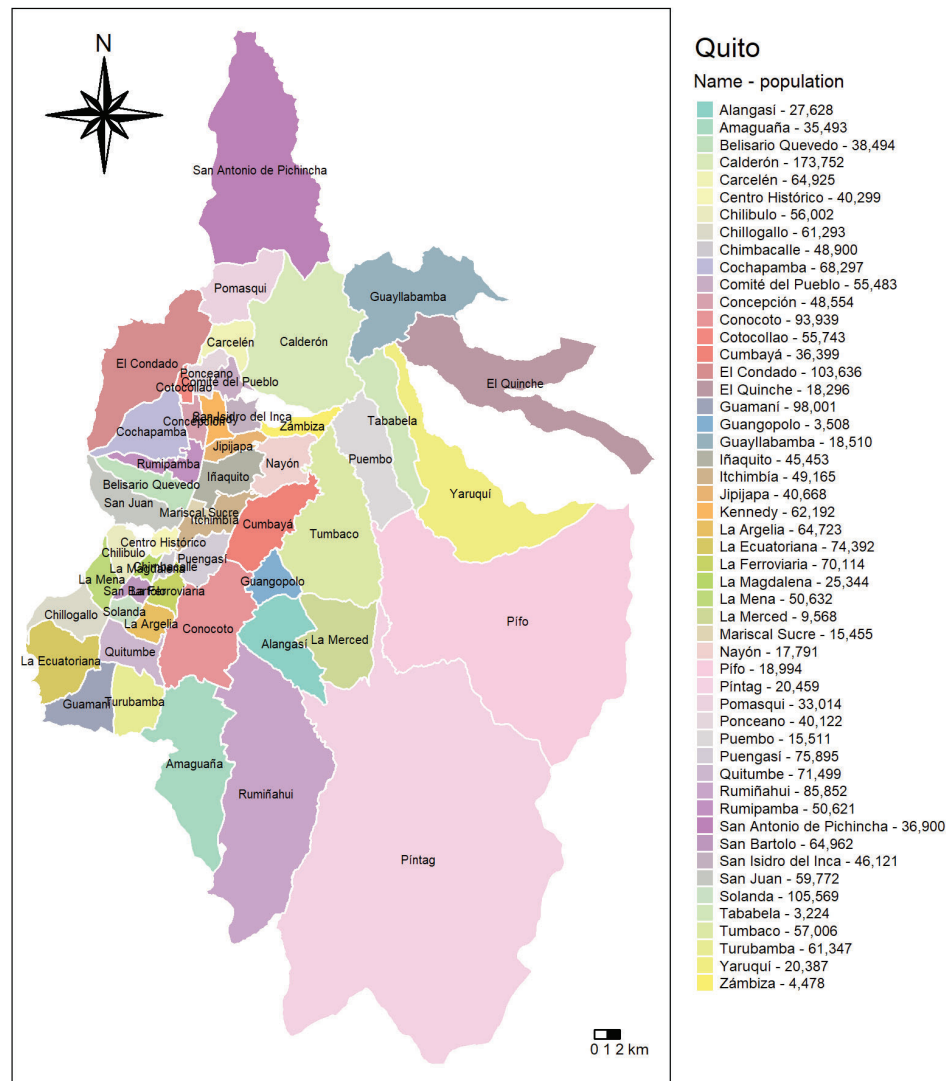 N
San Antonio de Pichincha
Pomasqui
Guayllabamba
Carcelén
Calderón
El Condado
Ponceano
Comité del Pueblo
Cotocollao
El Quinche
San Isidro del Inca
Concepción
Tababela
Zámbiza
Cochapamba
Jipijapa
Rumipamba
Nayón
Puembo
Iñaquito
Belisario Quevedo
Yaruquí
San Juan
Mariscal Sucre
Itchimbía
Cumbayá
Tumbaco
Centro Histórico
Chilibulo
Puengasí
La Magdalena
Chimbacalle
La Mena
Guangopolo
San Bartolo
La Ferroviaria
Chillogallo
Solanda
La Argelia
Conocoto
Alangasí
La Merced
Pífo
Quitumbe
La Ecuatoriana
Guamaní
Turubamba
Amaguaña
Rumiñahui
Píntag
0 1 2 km
Quito
Name - population
Alangasí - 27,628
Amaguaña - 35,493
Belisario Quevedo - 38,494
Calderón - 173,752
Carcelén - 64,925
Centro Histórico - 40,299
Chilibulo - 56,002
Chillogallo - 61,293
Chimbacalle - 48,900
Cochapamba - 68,297
Comité del Pueblo - 55,483
Concepción - 48,554
Conocoto - 93,939
Cotocollao - 55,743
Cumbayá - 36,399
El Condado - 103,636
El Quinche - 18,296
Guamaní - 98,001
Guangopolo - 3,508
Guayllabamba - 18,510
Iñaquito - 45,453
Itchimbía - 49,165
Jipijapa - 40,668
Kennedy - 62,192
La Argelia - 64,723
La Ecuatoriana - 74,392
La Ferroviaria - 70,114
La Magdalena - 25,344
La Mena - 50,632
La Merced - 9,568
Mariscal Sucre - 15,455
Nayón - 17,791
Pífo - 18,994
Píntag - 20,459
Pomasqui - 33,014
Ponceano - 40,122
Puembo - 15,511
Puengasí - 75,895
Quitumbe - 71,499
Rumiñahui - 85,852
Rumipamba - 50,621
San Antonio de Pichincha - 36,900
San Bartolo - 64,962
San Isidro del Inca - 46,121
San Juan - 59,772
Solanda - 105,569
Tababela - 3,224
Tumbaco - 57,006
Turubamba - 61,347
Yaruquí - 20,387
Zámbiza - 4,478